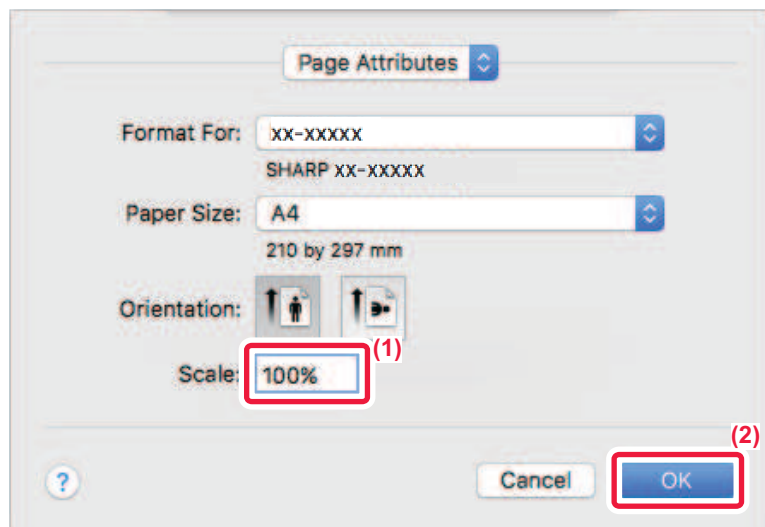 Page Attributes
Format For: xx-xxxxx
SHARP xx-xxxxx
Paper Size: A4
210 by 297 mm
Orientation:
(1)
Scale: 100%
(2)
? Cancel OK